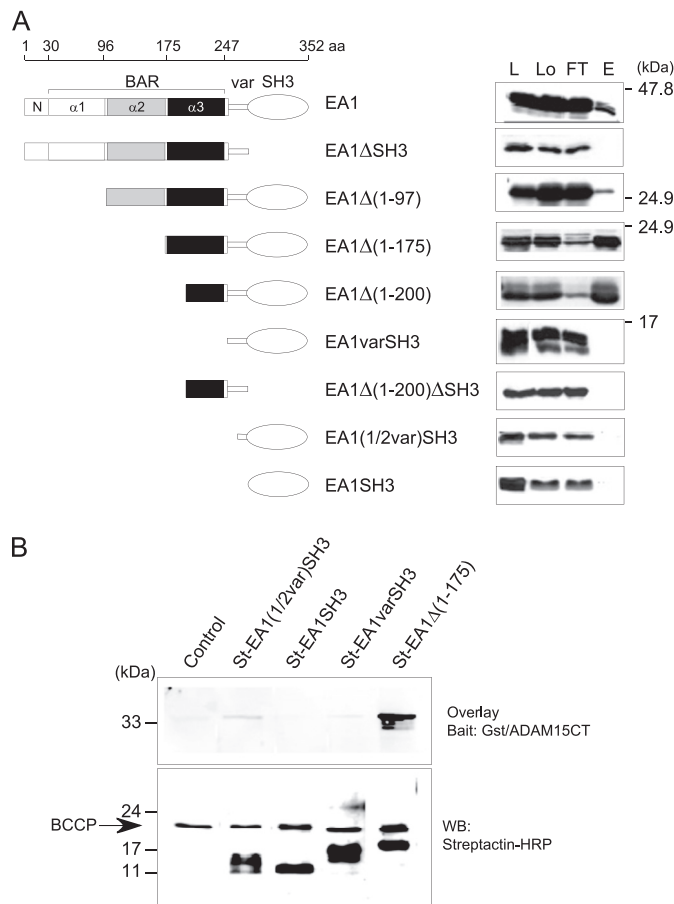 A
1 30 96 175 247 352 aa
BAR var SH3
N α1 α2 α3 EA1
EA1ΔSH3
EA1Δ(1-97)
EA1Δ(1-175)
EA1Δ(1-200)
EA1varSH3
EA1Δ(1-200)ΔSH3
EA1(1/2var)SH3
EA1SH3
L Lo FT E (kDa)
47.8
24.9
24.9
17
B
Control
St-EA1(1/2var)SH3
St-EA1SH3
St-EA1varSH3
St-EA1Δ(1-175)
(kDa)
33
Overlay
Bait: Gst/ADAM15CT
24
BCCP
17
11
WB:
Streptactin-HRP